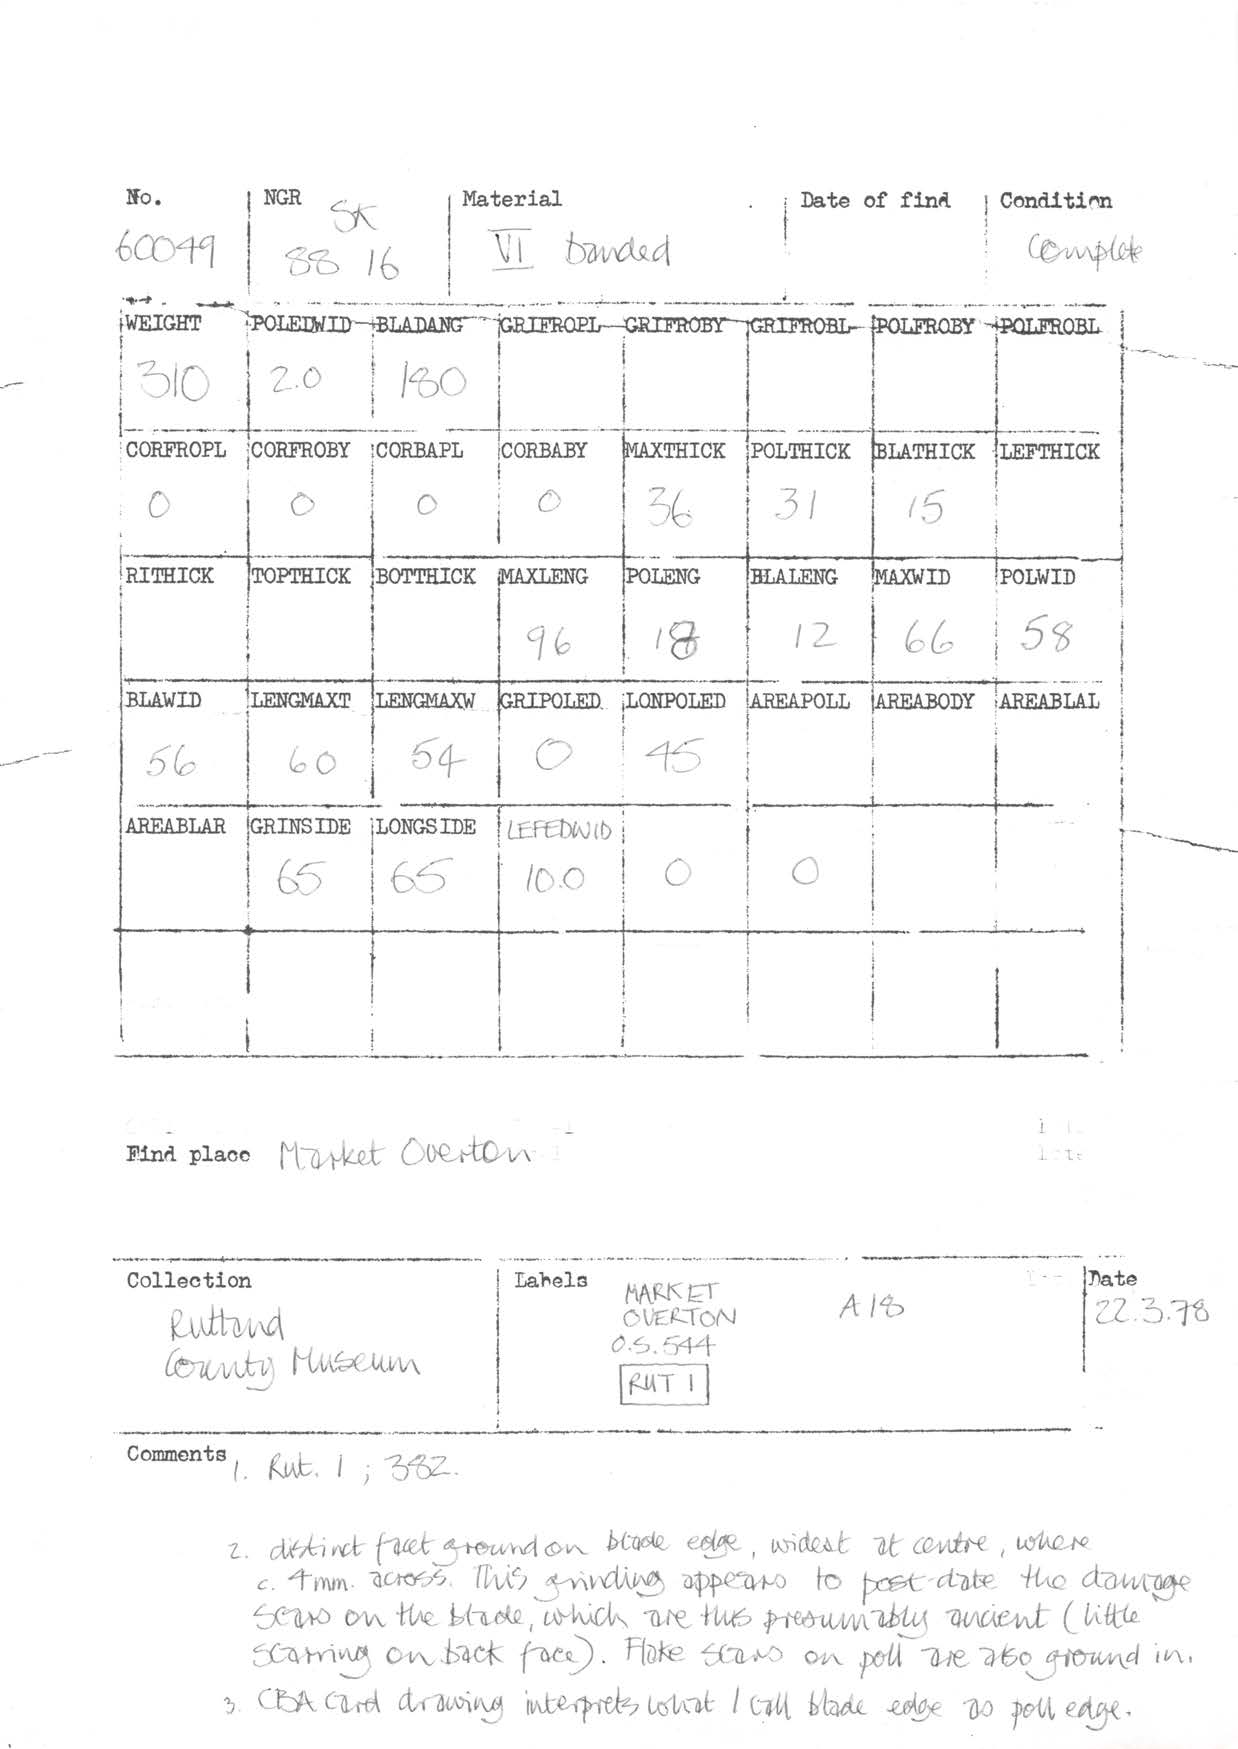 No. NGR Material Date of find Condition
60049 SK 88 16 VI banded Complete
WEIGHT POLEDWID BLADANG GRIFROPL GRIFROBY GRIFROBL POLFROBY POLFROBL
310 2.0 180
CORFROPL CORFROBY CORBAPL CORBABY MAXTHICK POLTHICK BLATHICK LEFTHICK
0 0 0 0 36 31 15
RITHICK TOPTHICK BOTTHICK MAXLENG POLENG BLALENG MAXWID POLWID
96 18 12 66 58
BLAWID LENGMAXT LENGMAXW GRIPOLED LONPOLED AREAPOLL AREABODY AREABLAL
56 60 54 0 45
AREABLAR GRINSIDE LONGSIDE LEFEDWID
65 65 10.0 0 0
Find place Market Overton
Collection Labels Date
Rutland County Museum
MARKET
OVERTON
O.S.544
RUT 1
A18
22.3.78
Comments 1. Rut. 1 ; 382.
2. distinct facet ground on blade edge, widest at centre, where
c. 4mm. across. This grinding appears to post-date the damage
scars on the blade, which are thus presumably ancient (little
scarring on back face). Flake scars on poll are also ground in.
3. CBA card drawing interprets what I call blade edge as poll edge.